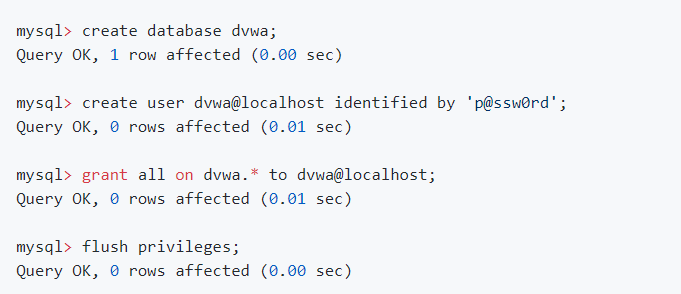 mysql> create database dvwa;
Query OK, 1 row affected (0.00 sec)
mysql> create user dvwa@localhost identified by 'p@ssw0rd';
Query OK, 0 rows affected (0.01 sec)
mysql> grant all on dvwa.* to dvwa@localhost;
Query OK, 0 rows affected (0.01 sec)
mysql> flush privileges;
Query OK, 0 rows affected (0.00 sec)